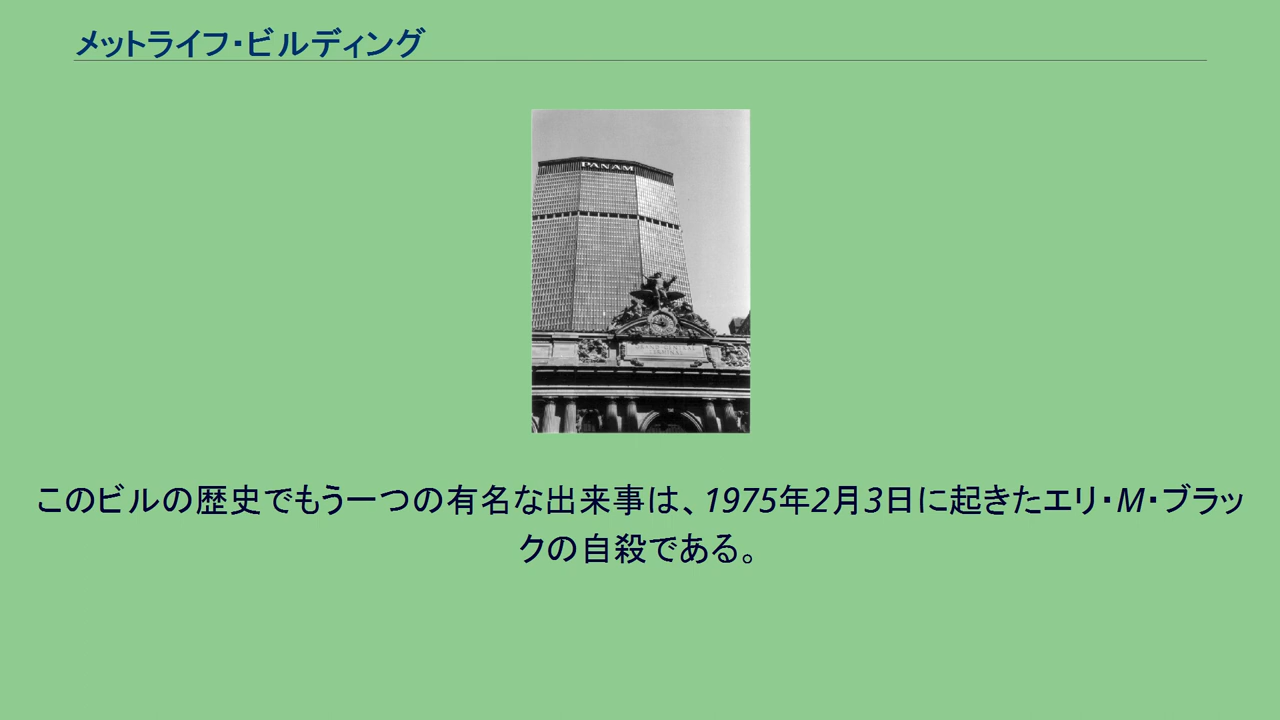 メットライフ・ビルディング
PANAM
GRAND CENTRAL
TERMINAL
このビルの歴史でもう一つの有名な出来事は、1975年2月3日に起きたエリ・M・ブラッ
クの自殺である。